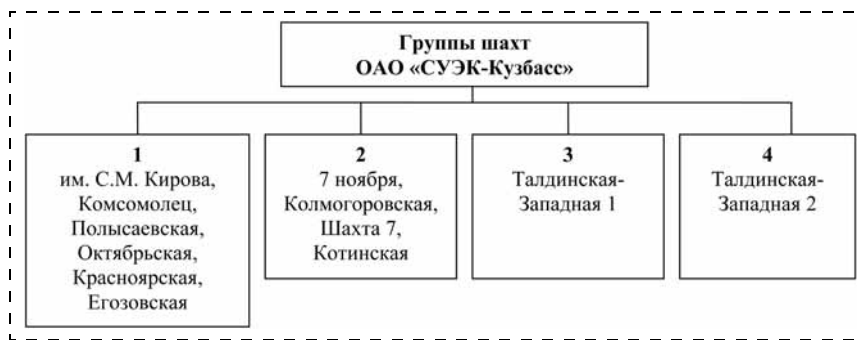 Группы шахт
ОАО «СУЭК-Кузбасс»
1
им. С.М. Кирова,
Комсомолец,
Полысаевская,
Октябрьская,
Красноярская,
Егозовская
2
7 ноября,
Колмогоровская,
Шахта 7,
Котинская
3
Талдинская-
Западная 1
4
Талдинская-
Западная 2